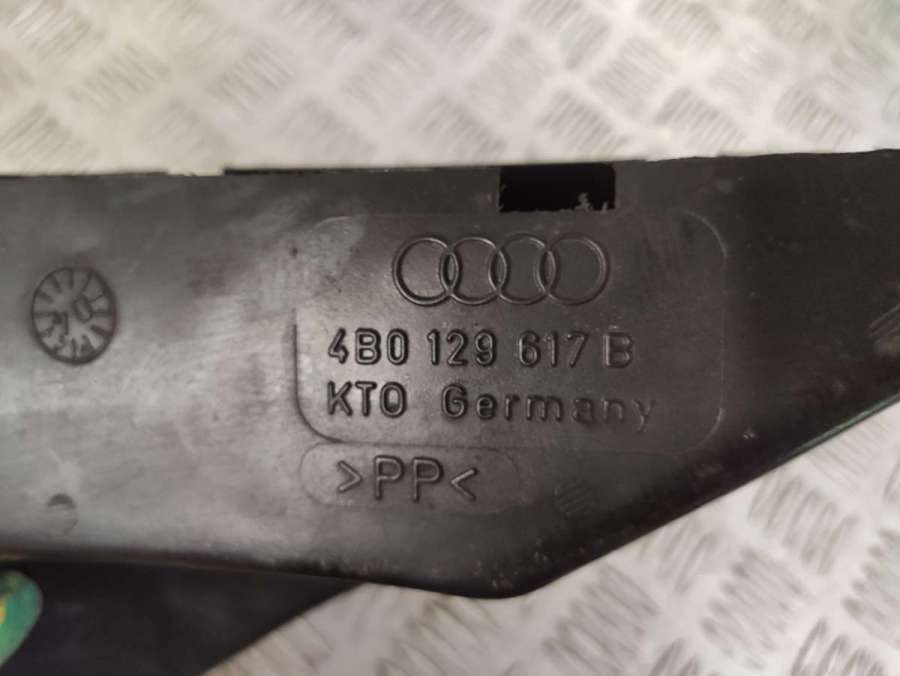 4B0 129 617 B
KTO Germany
>PP<